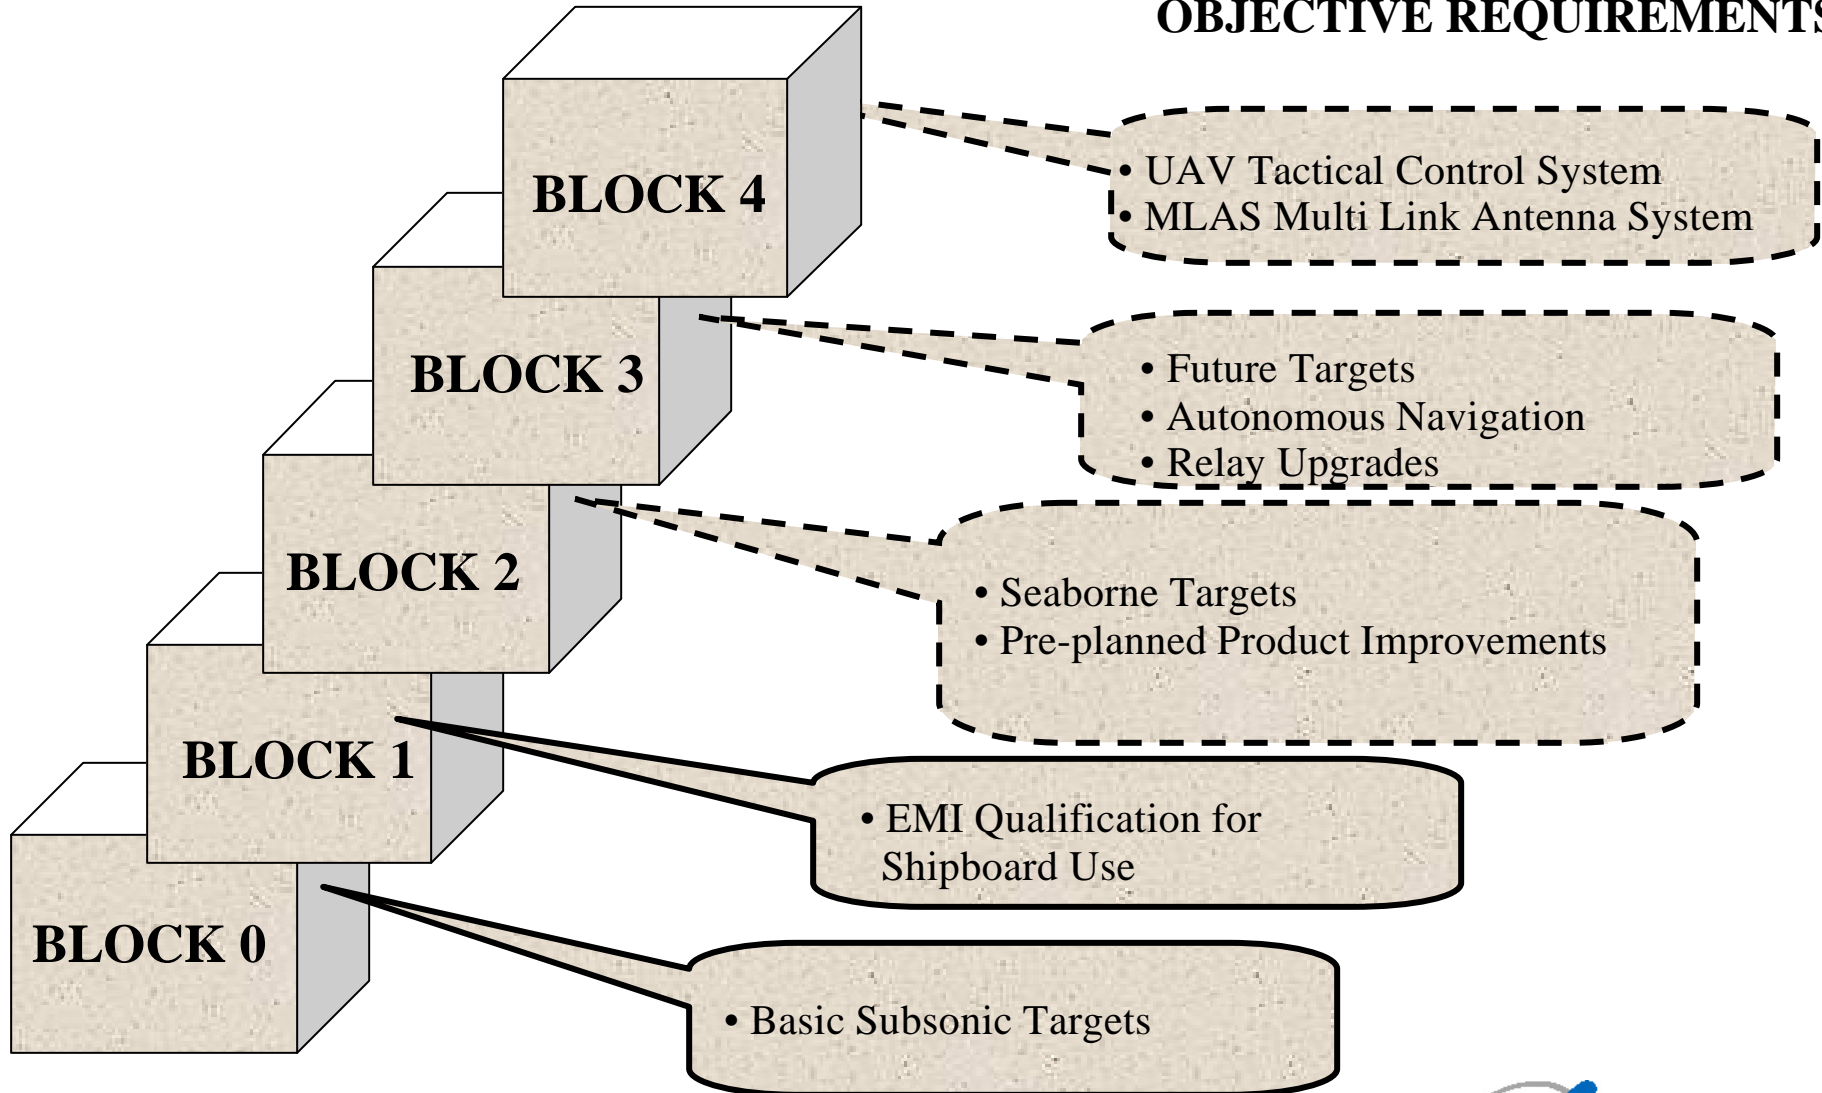 OBJECTIVE REQUIREMENTS
BLOCK 4
• UAV Tactical Control System
• MLAS Multi Link Antenna System
BLOCK 3
• Future Targets
• Autonomous Navigation
• Relay Upgrades
BLOCK 2
• Seaborne Targets
• Pre-planned Product Improvements
BLOCK 1
• EMI Qualification for
Shipboard Use
BLOCK 0
• Basic Subsonic Targets